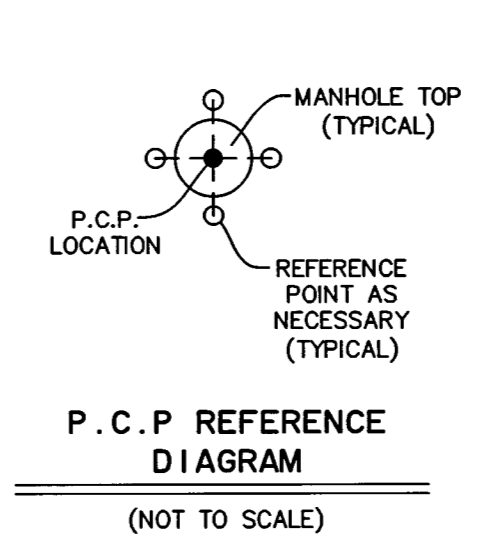 MANHOLE TOP
(TYPICAL)
P.C.P.
LOCATION
REFERENCE
POINT AS
NECESSARY
(TYPICAL)
P.C.P REFERENCE
DIAGRAM
(NOT TO SCALE)